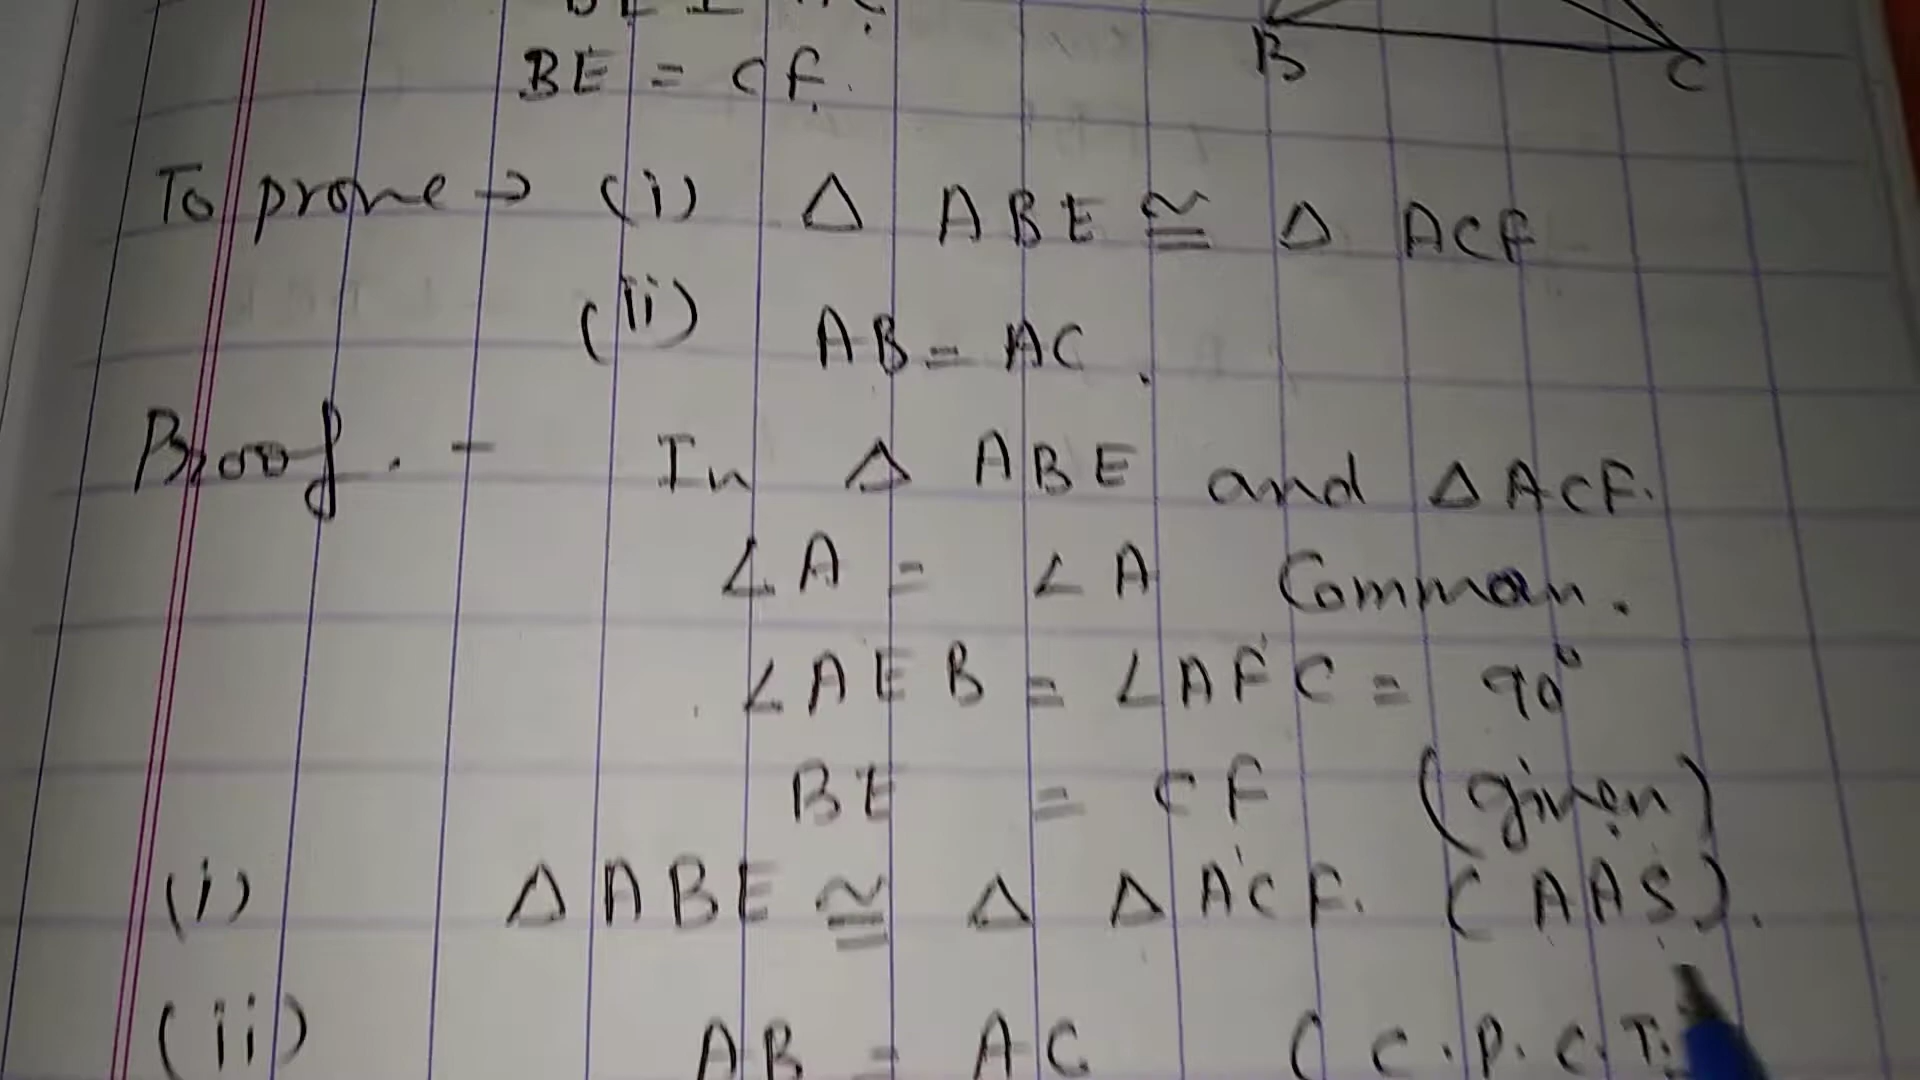 B C
BE = CF.
To prove → (i) Δ ABE ≅ Δ ACF
(ii) AB = AC.
Proof. - In Δ ABE and Δ ACF.
∠A = ∠A Common.
∠AEB = ∠AFC = 90°
BE = CF (given)
(i) Δ ABE ≅ Δ Δ ACF. (AAS).
(ii) AB = AC (C.P.C.T.